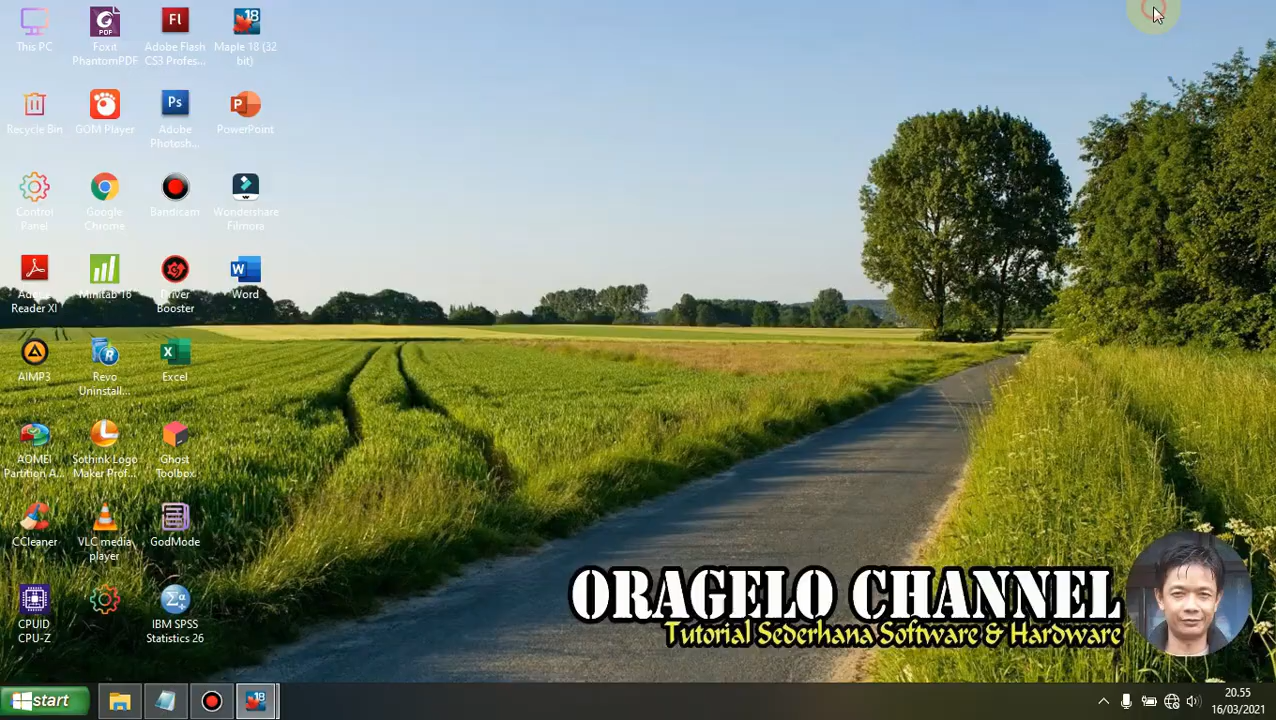 This PC
Foxit
PhantomPDF
Adobe Flash
CS3 Profes...
Maple 18 (32
bit)
Recycle Bin
GOM Player
Adobe
Photosh...
PowerPoint
Control
Panel
Google
Chrome
Bandicam
Wondershare
Filmora
Adobe
Reader XI
Minitab 16
Driver
Booster
Word
AIMP3
Revo
Uninstall...
Excel
AOMEI
Partition A...
Sothink Logo
Maker Prof...
Ghost
Toolbox
CCleaner
VLC media
player
GodMode
CPUID
CPU-Z
IBM SPSS
Statistics 26
ORAGELO CHANNEL
Tutorial Sederhana Software & Hardware
start
20.55
16/03/2021